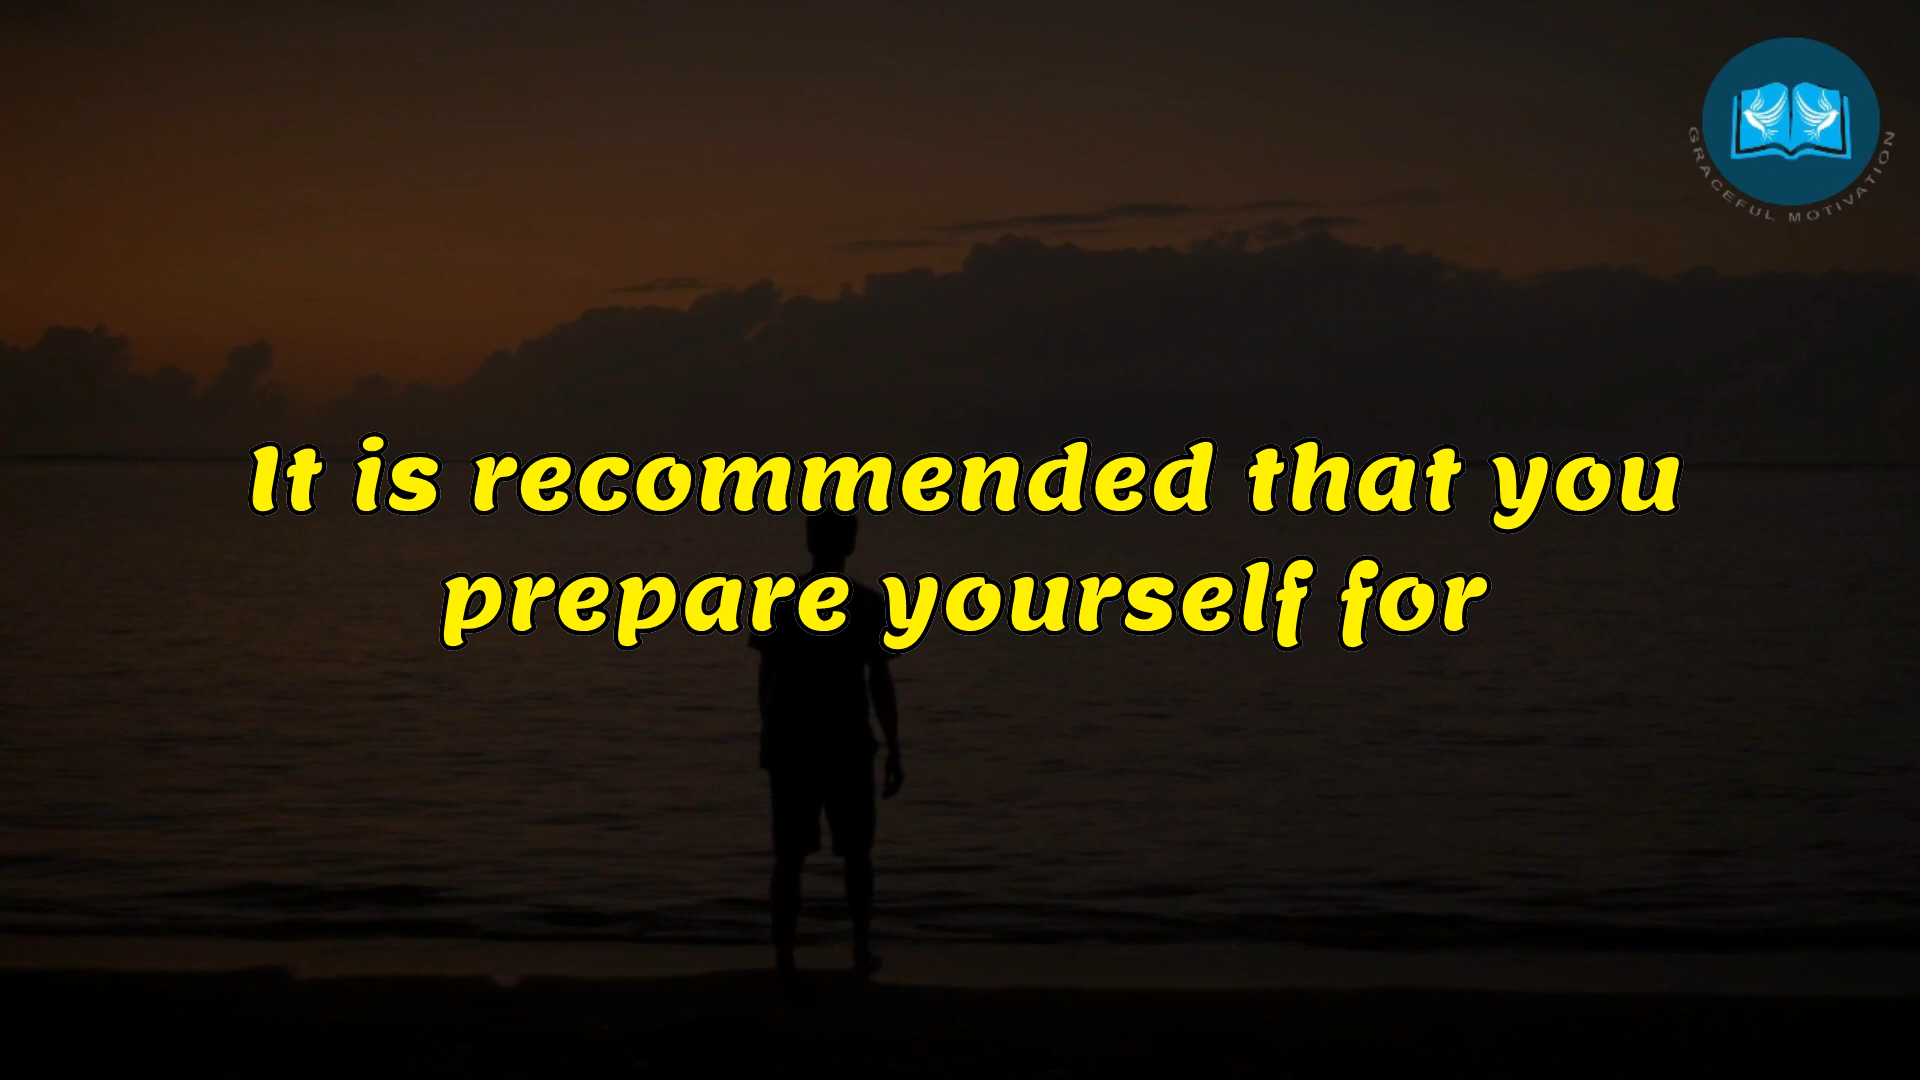 GRACEFUL MOTIVATION
It is recommended that you
prepare yourself for